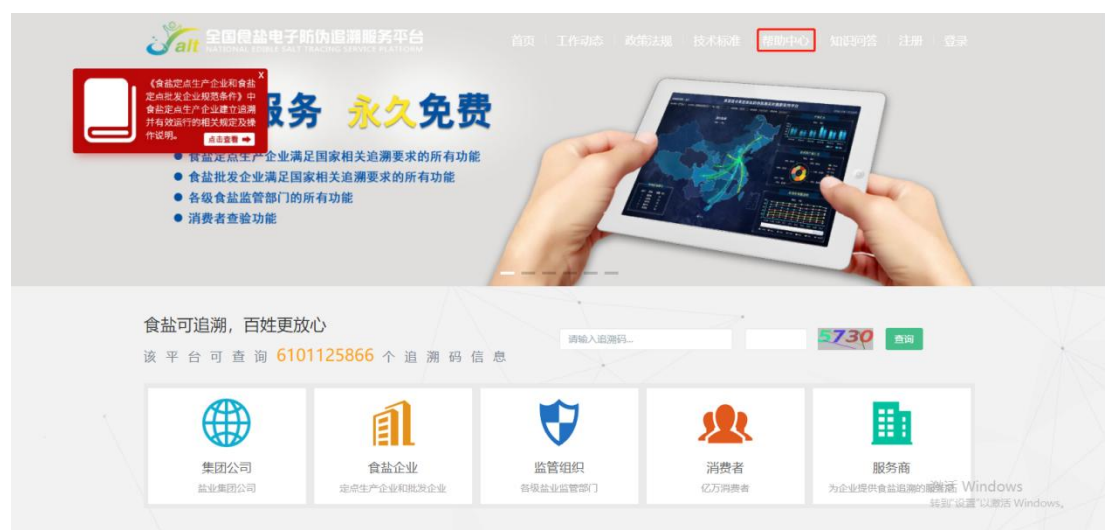 alt 全国食盐电子防伪追溯服务平台
NATIONAL EDIBLE SALT TRACING SERVICE PLATFORM
首页 工作动态 政策法规 技术标准 帮助中心 知识问答 注册 登录
X
《食盐定点生产企业和食盐
定点批发企业规范条件》中
食盐定点生产企业建立追溯
并有效运行的相关规定及操
作说明。
点击查看
务 永久免费
食盐定点生产企业满足国家相关追溯要求的所有功能
食盐批发企业满足国家相关追溯要求的所有功能
各级食盐监管部门的所有功能
消费者查验功能
食盐可追溯，百姓更放心
该平台可查询 6101125866 个追溯码信息
请输入追溯码...
5730
查询
集团公司
盐业集团公司
食盐企业
定点生产企业和批发企业
监管组织
各级盐业监管部门
消费者
亿万消费者
服务商
为企业提供食盐追溯的服务商
激活 Windows
转到"设置"以激活 Windows。